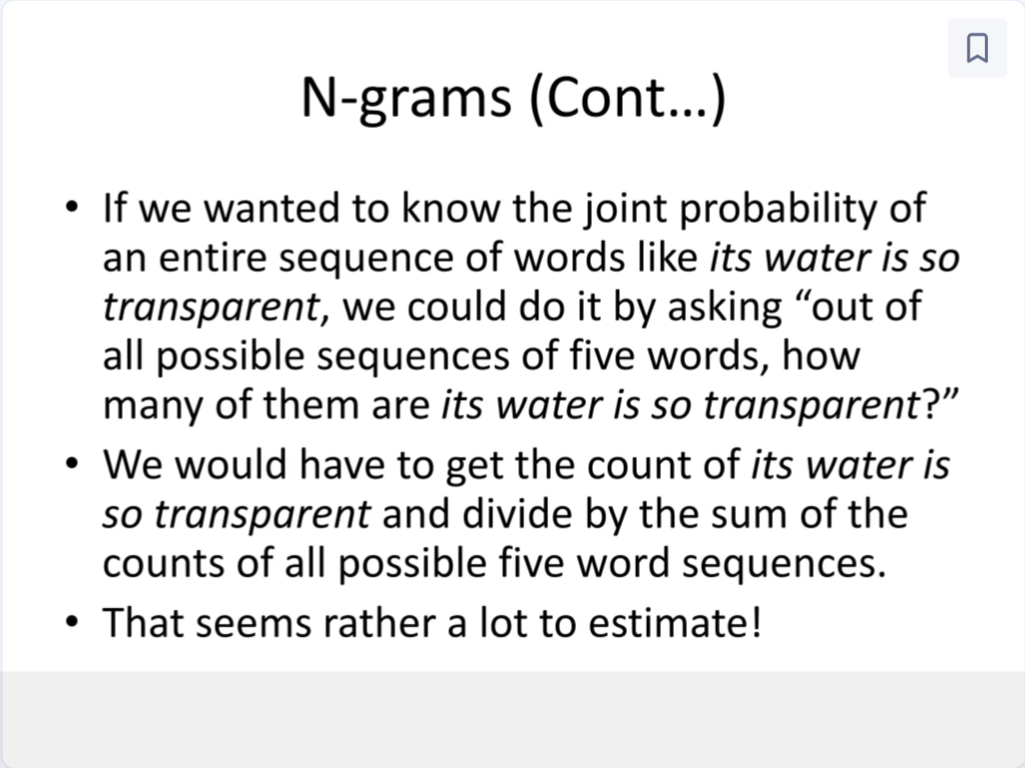 N-grams (Cont…)
• If we wanted to know the joint probability of
an entire sequence of words like its water is so
transparent, we could do it by asking “out of
all possible sequences of five words, how
many of them are its water is so transparent?”
• We would have to get the count of its water is
so transparent and divide by the sum of the
counts of all possible five word sequences.
• That seems rather a lot to estimate!